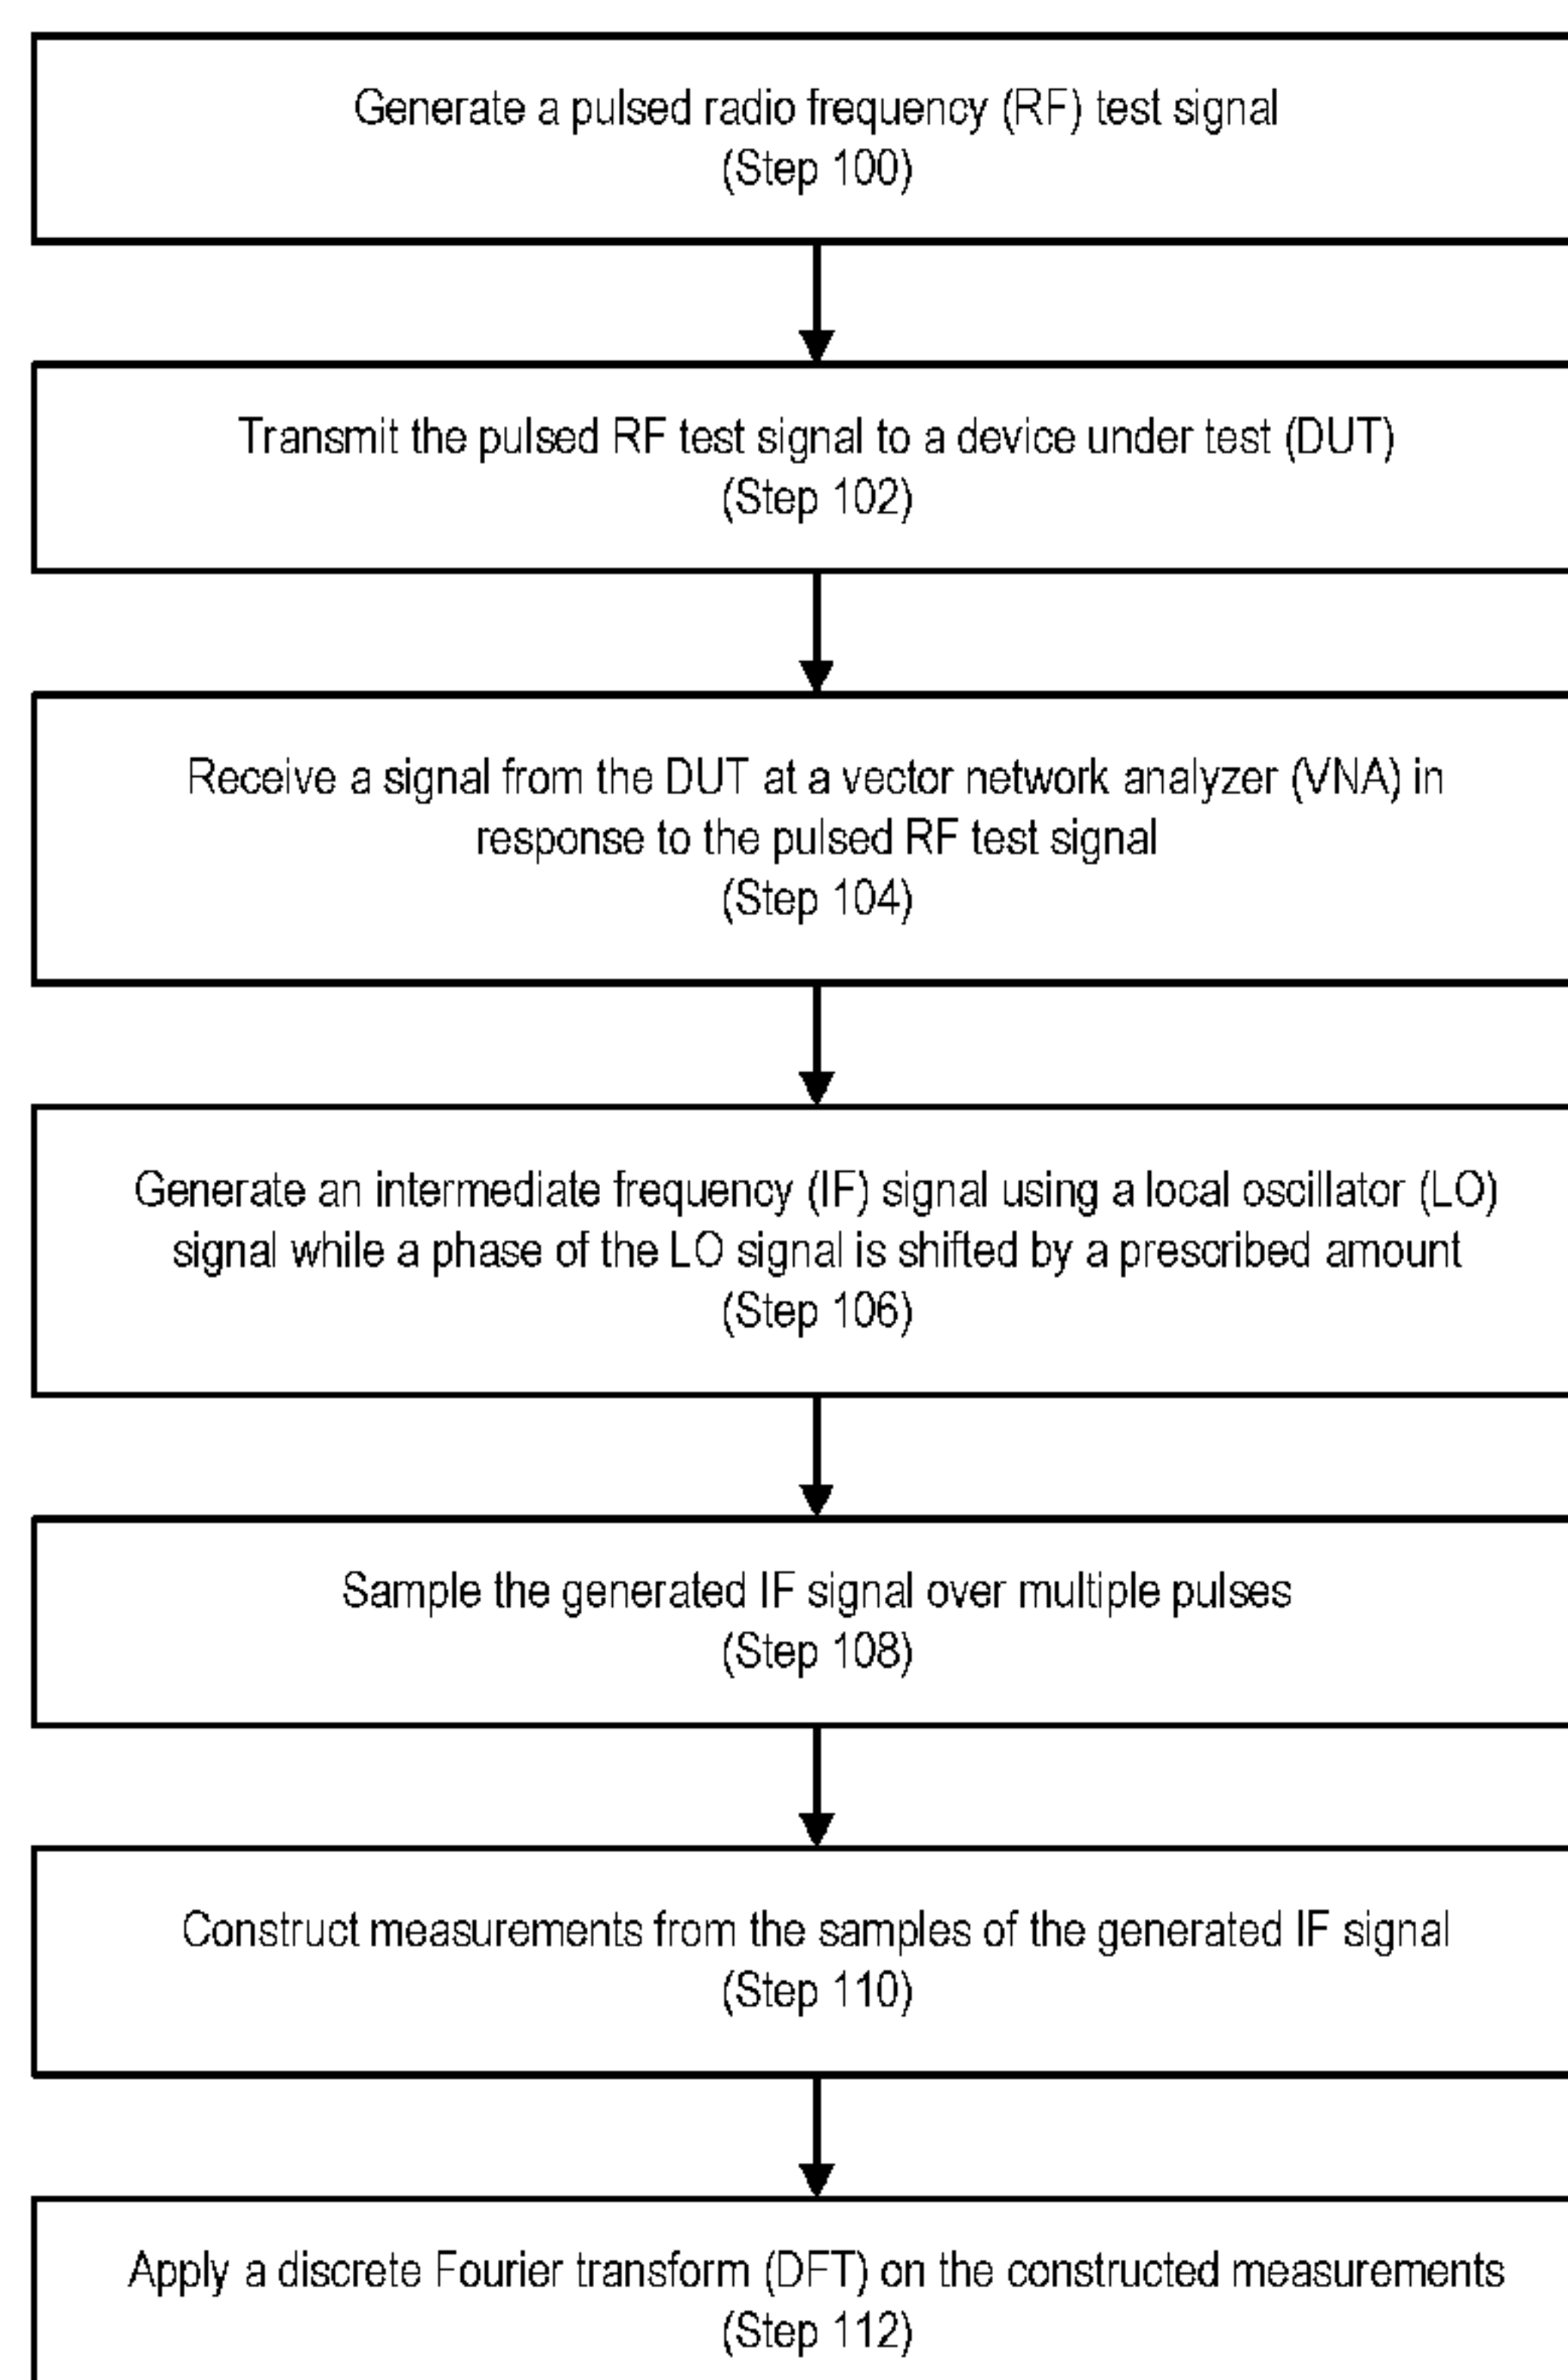 Generate a pulsed radio frequency (RF) test signal
(Step 100)
Transmit the pulsed RF test signal to a device under test (DUT)
(Step 102)
Receive a signal from the DUT at a vector network analyzer (VNA) in
response to the pulsed RF test signal
(Step 104)
Generate an intermediate frequency (IF) signal using a local oscillator (LO)
signal while a phase of the LO signal is shifted by a prescribed amount
(Step 106)
Sample the generated IF signal over multiple pulses
(Step 108)
Construct measurements from the samples of the generated IF signal
(Step 110)
Apply a discrete Fourier transform (DFT) on the constructed measurements
(Step 112)